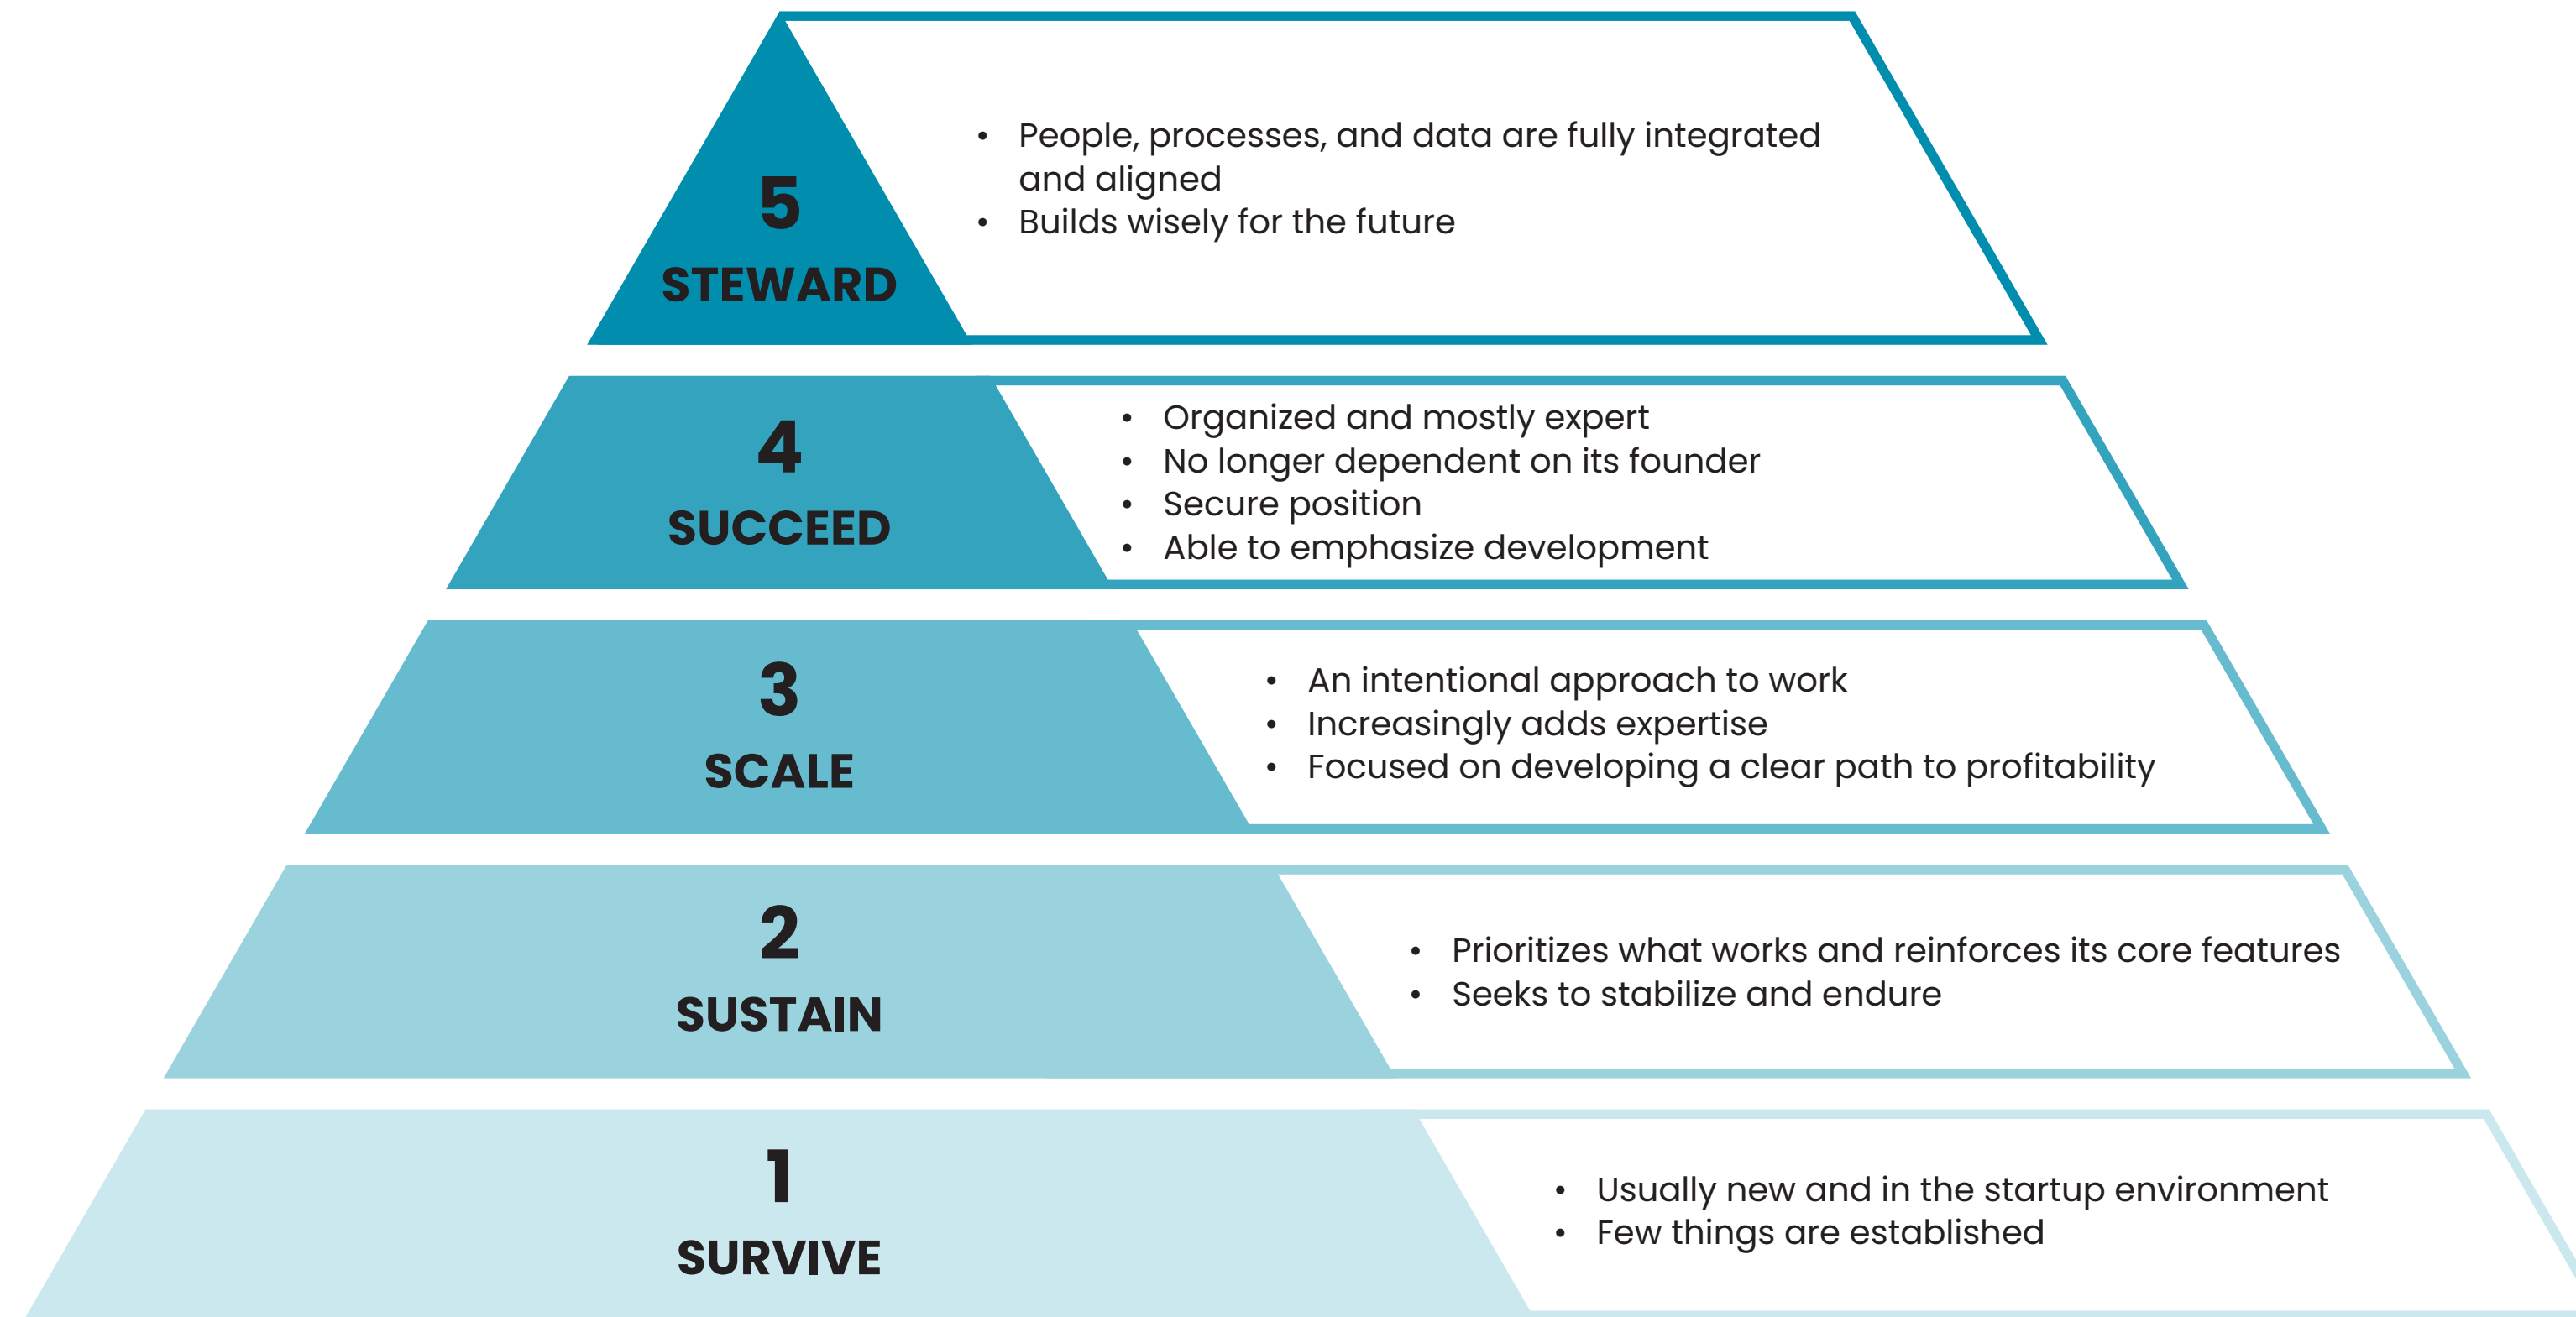 5
STEWARD
• People, processes, and data are fully integrated
and aligned
• Builds wisely for the future
4
SUCCEED
• Organized and mostly expert
• No longer dependent on its founder
• Secure position
• Able to emphasize development
3
SCALE
• An intentional approach to work
• Increasingly adds expertise
• Focused on developing a clear path to profitability
2
SUSTAIN
• Prioritizes what works and reinforces its core features
• Seeks to stabilize and endure
1
SURVIVE
• Usually new and in the startup environment
• Few things are established